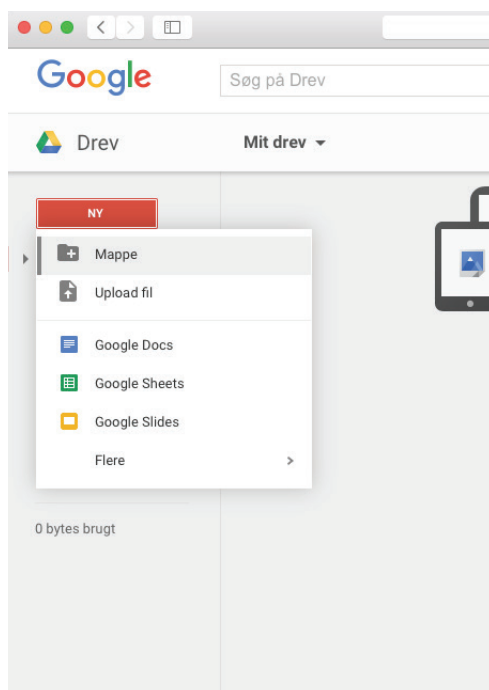 Google
Søg på Drev
Drev
Mit drev
NY
Mappe
Upload fil
Google Docs
Google Sheets
Google Slides
Flere
0 bytes brugt